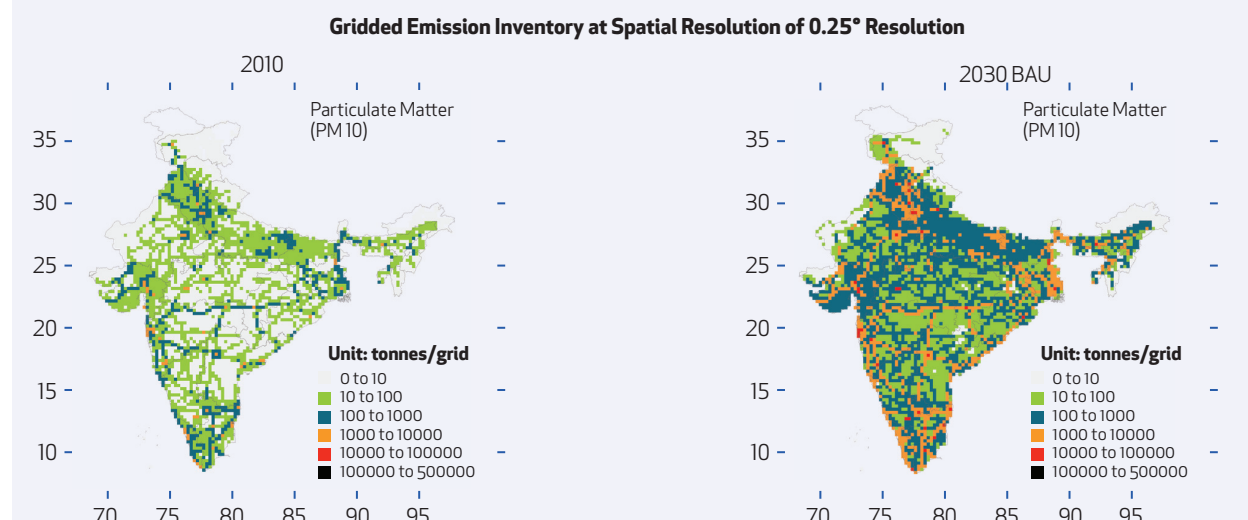 Gridded Emission Inventory at Spatial Resolution of 0.25° Resolution
2010
Particulate Matter
(PM 10)
35
30
25
20
15
10
Unit: tonnes/grid
0 to 10
10 to 100
100 to 1000
1000 to 10000
10000 to 100000
100000 to 500000
70 75 80 85 90 95
2030 BAU
Particulate Matter
(PM 10)
35
30
25
20
15
10
Unit: tonnes/grid
0 to 10
10 to 100
100 to 1000
1000 to 10000
10000 to 100000
100000 to 500000
70 75 80 85 90 95